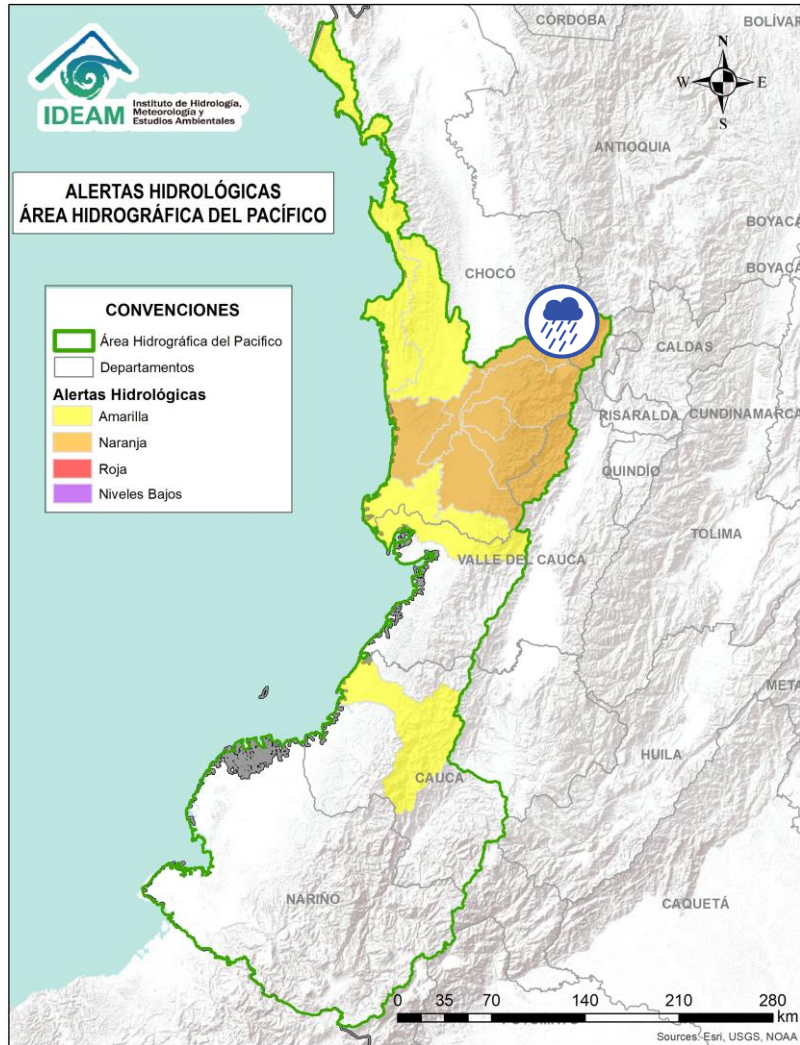 IDEAM
Instituto de Hidrología,
Meteorología y
Estudios Ambientales
ALERTAS HIDROLÓGICAS
ÁREA HIDROGRÁFICA DEL PACÍFICO
CONVENCIONES
Área Hidrográfica del Pacifico
Departamentos
Alertas Hidrológicas
Amarilla
Naranja
Roja
Niveles Bajos
N
W
E
S
CÓRDOBA
BOLÍVAR
ANTIOQUIA
BOYACÁ
CHOCÓ
BOYACÁ
CALDAS
RISARALDA
CUNDINAMARCA
QUINDÍO
TOLIMA
VALLE DEL CAUCA
META
HUILA
CAUCA
NARIÑO
CAQUETÁ
0 35 70 140 210 280
km
Sources: Esri, USGS, NOAA